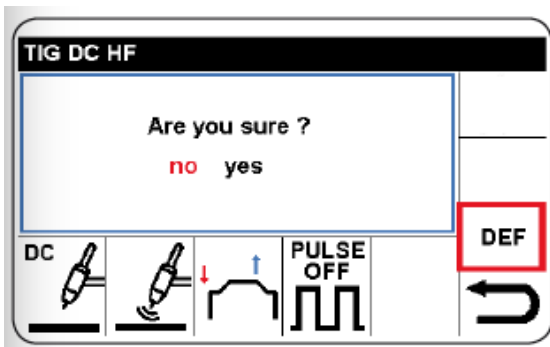 TIG DC HF
Are you sure ?
no yes
DEF
DC
PULSE
OFF